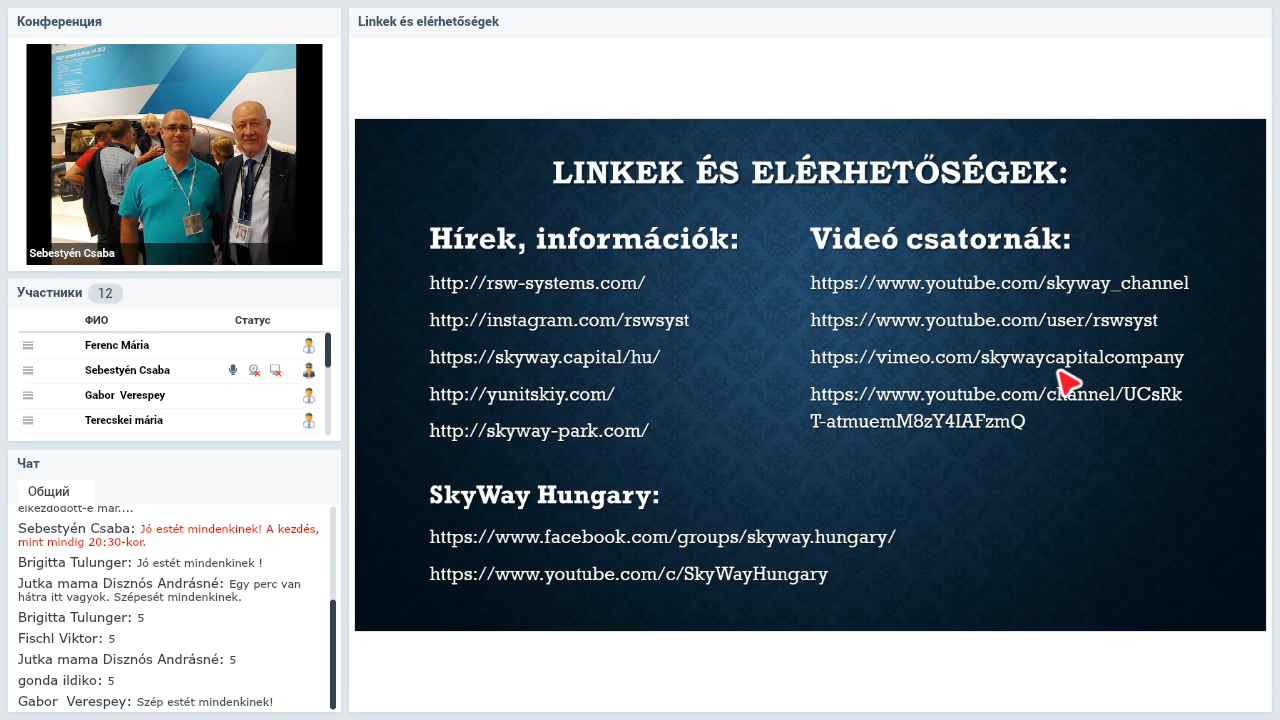 Конференция
Sebestyén Csaba
Участники 12
ФИО Статус
Ferenc Mária
Sebestyén Csaba
Gabor Verespey
Terecskei mária
Чат
Общий
elkezdődött-e már....
Sebestyén Csaba: Jó estét mindenkinek! A kezdés,
mint mindig 20:30-kor.
Brigitta Tulunger: Jó estét mindenkinek !
Jutka mama Disznós Andrásné: Egy perc van
hátra itt vagyok. Szépesét mindenkinek.
Brigitta Tulunger: 5
Fischl Viktor: 5
Jutka mama Disznós Andrásné: 5
gonda ildiko: 5
Gabor Verespey: Szép estét mindenkinek!
Linkek és elérhetőségek
LINKEK ÉS ELÉRHETŐSÉGEK:
Hírek, információk:
http://rsw-systems.com/
http://instagram.com/rswsyst
https://skyway.capital/hu/
http://yunitskiy.com/
http://skyway-park.com/
Videó csatornák:
https://www.youtube.com/skyway_channel
https://www.youtube.com/user/rswsyst
https://vimeo.com/skywaycapitalcompany
https://www.youtube.com/channel/UCsRk
T-atmuemM8zY4IAFzmQ
SkyWay Hungary:
https://www.facebook.com/groups/skyway.hungary/
https://www.youtube.com/c/SkyWayHungary